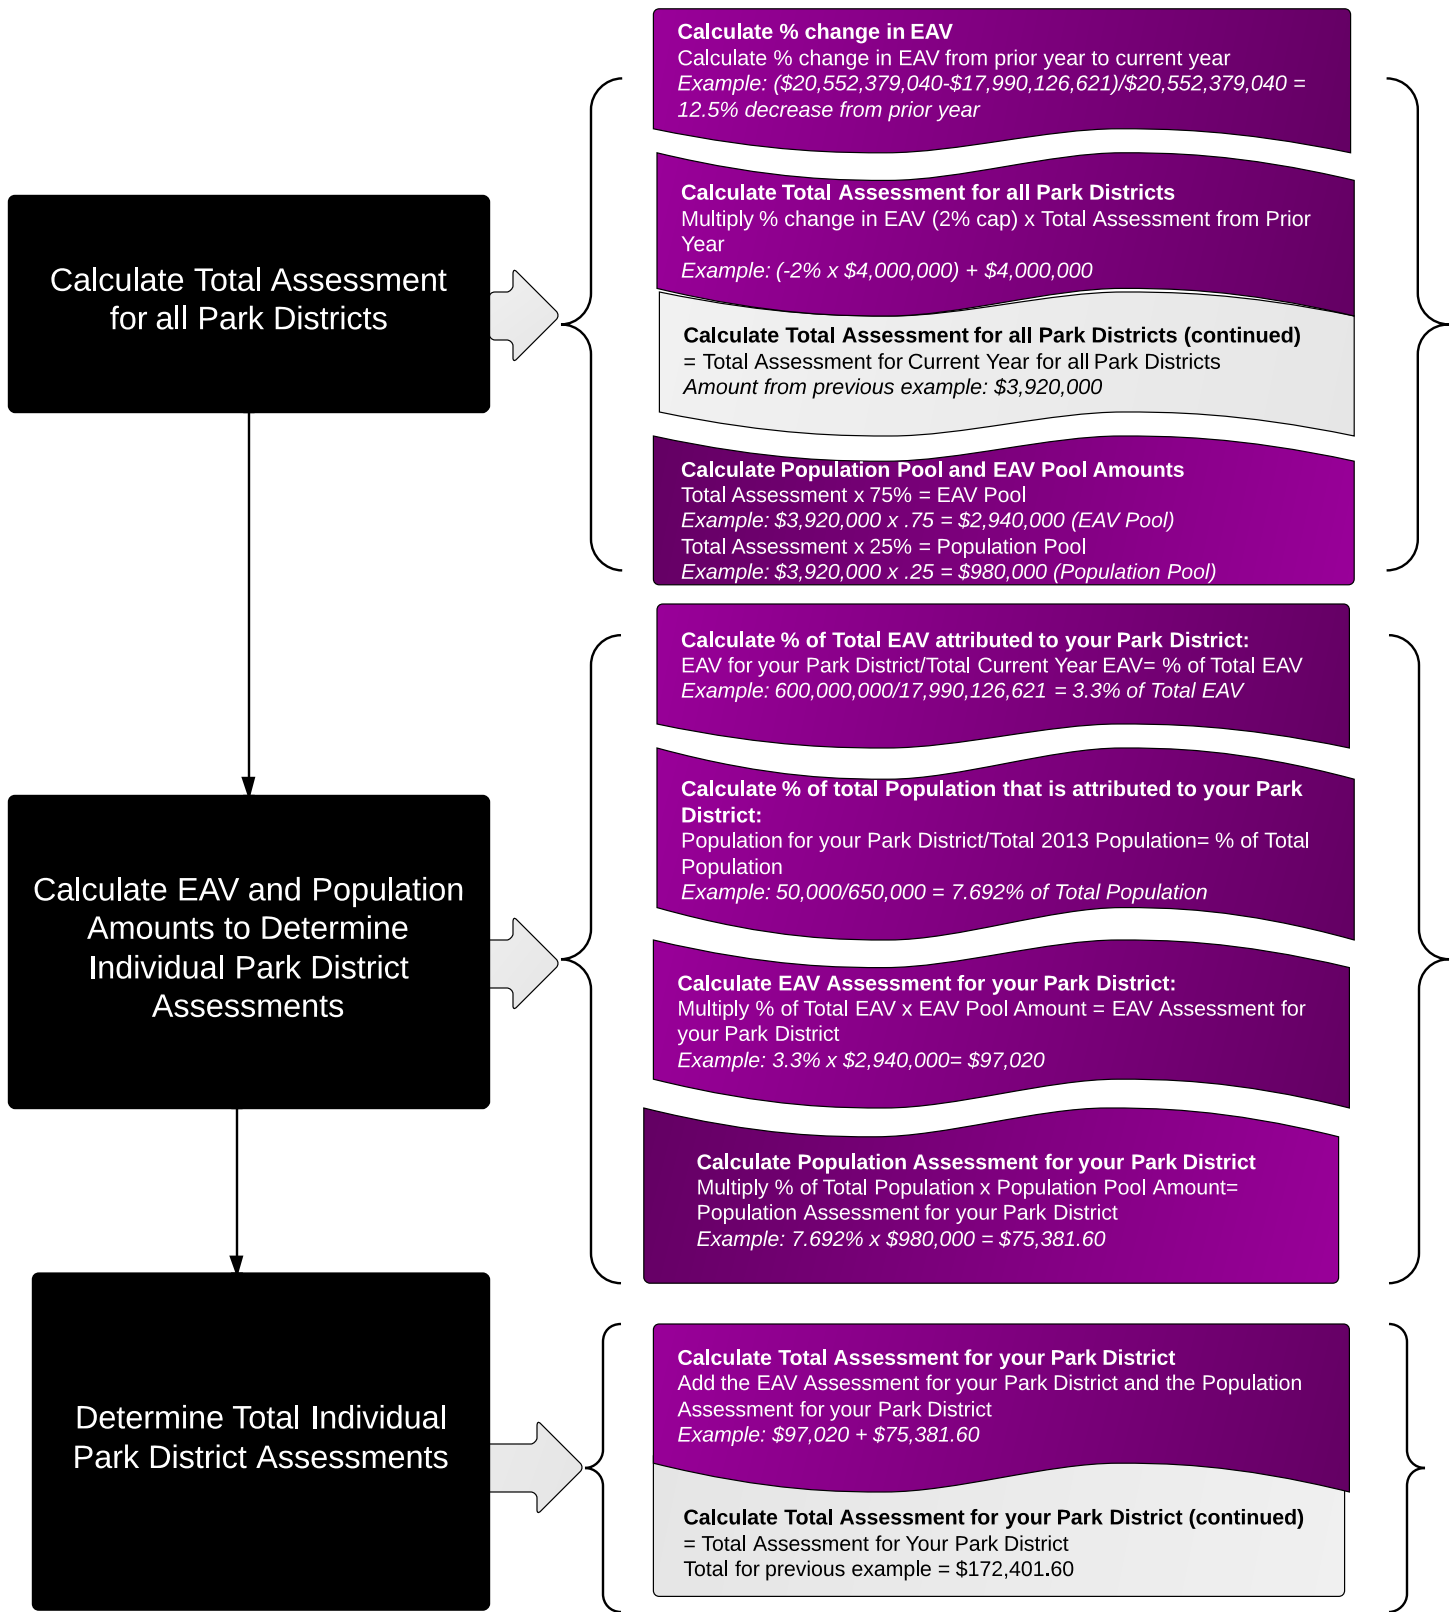 Calculate Total Assessment
for all Park Districts
Calculate % change in EAV
Calculate % change in EAV from prior year to current year
Example: ($20,552,379,040-$17,990,126,621)/$20,552,379,040 =
12.5% decrease from prior year
Calculate Total Assessment for all Park Districts
Multiply % change in EAV (2% cap) x Total Assessment from Prior
Year
Example: (-2% x $4,000,000) + $4,000,000
Calculate Total Assessment for all Park Districts (continued)
= Total Assessment for Current Year for all Park Districts
Amount from previous example: $3,920,000
Calculate Population Pool and EAV Pool Amounts
Total Assessment x 75% = EAV Pool
Example: $3,920,000 x .75 = $2,940,000 (EAV Pool)
Total Assessment x 25% = Population Pool
Example: $3,920,000 x .25 = $980,000 (Population Pool)
Calculate EAV and Population
Amounts to Determine
Individual Park District
Assessments
Calculate % of Total EAV attributed to your Park District:
EAV for your Park District/Total Current Year EAV= % of Total EAV
Example: 600,000,000/17,990,126,621 = 3.3% of Total EAV
Calculate % of total Population that is attributed to your Park
District:
Population for your Park District/Total 2013 Population= % of Total
Population
Example: 50,000/650,000 = 7.692% of Total Population
Calculate EAV Assessment for your Park District:
Multiply % of Total EAV x EAV Pool Amount = EAV Assessment for
your Park District
Example: 3.3% x $2,940,000= $97,020
Calculate Population Assessment for your Park District
Multiply % of Total Population x Population Pool Amount=
Population Assessment for your Park District
Example: 7.692% x $980,000 = $75,381.60
Determine Total Individual
Park District Assessments
Calculate Total Assessment for your Park District
Add the EAV Assessment for your Park District and the Population
Assessment for your Park District
Example: $97,020 + $75,381.60
Calculate Total Assessment for your Park District (continued)
= Total Assessment for Your Park District
Total for previous example = $172,401.60